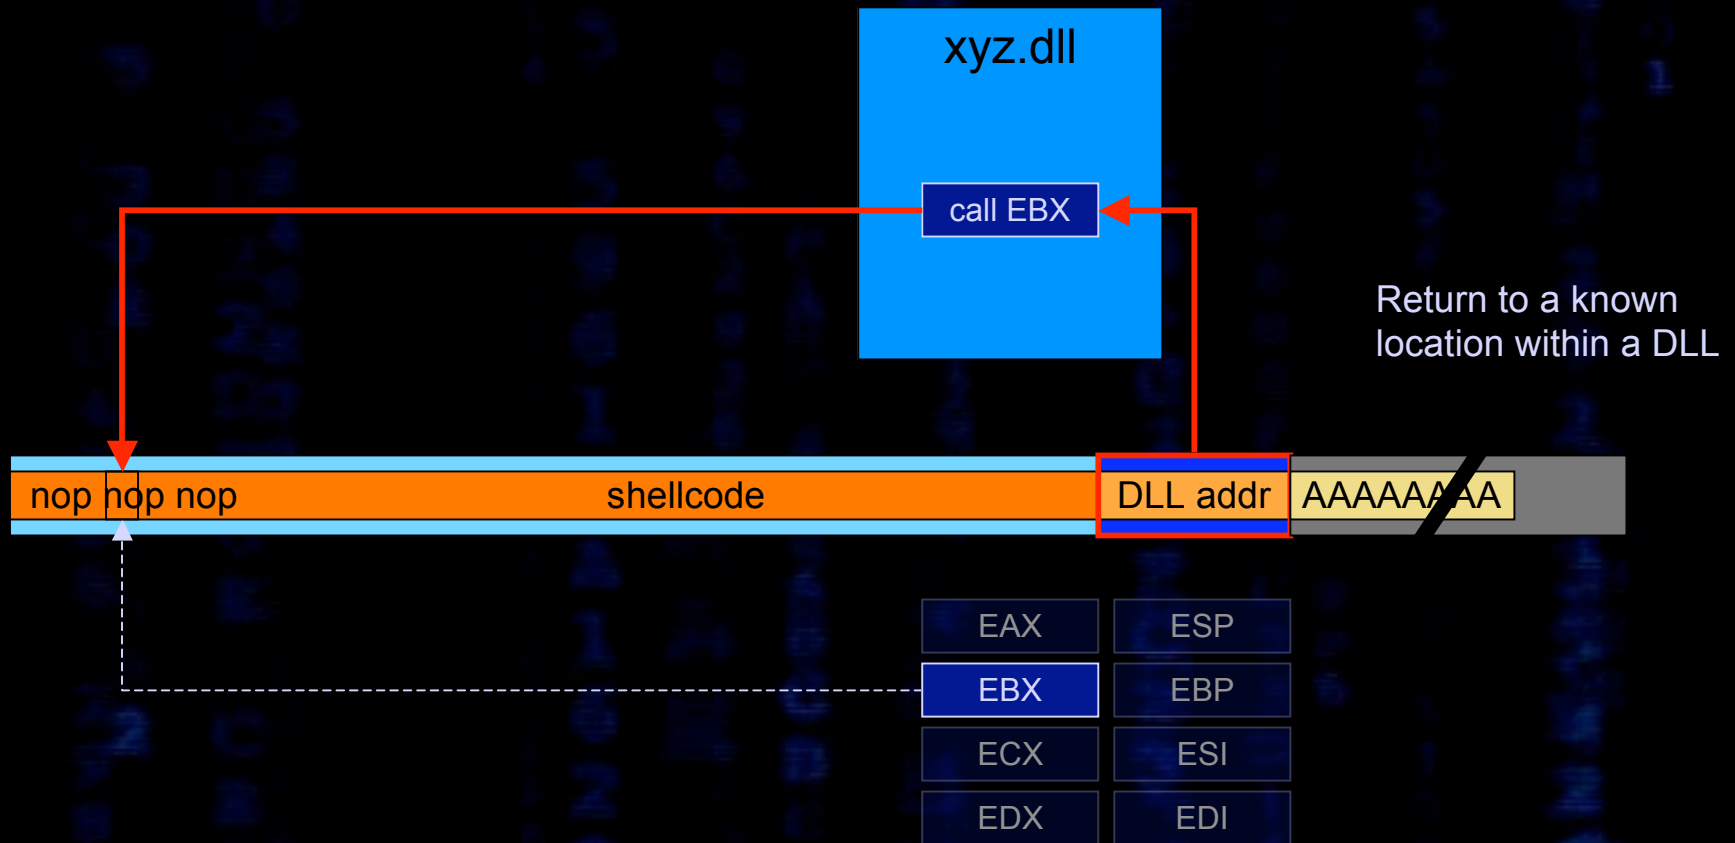 xyz.dll
call EBX
Return to a known
location within a DLL
nop nop nop
shellcode
DLL addr
AAAAAAAA
EAX
ESP
EBX
EBP
ECX
ESI
EDX
EDI